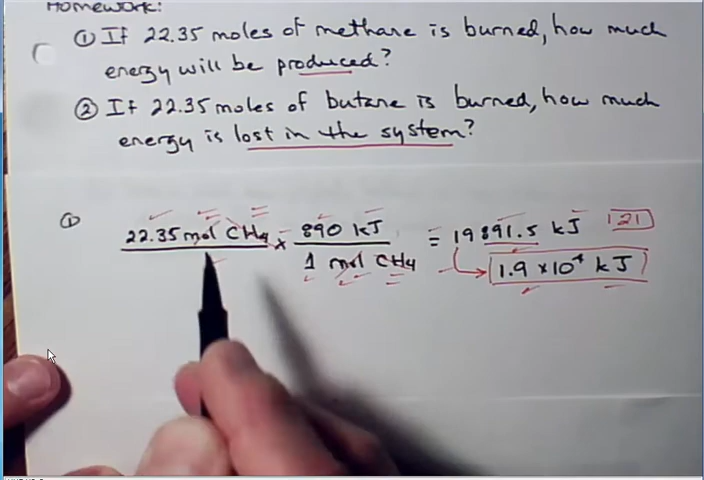 Homework:
① If 22.35 moles of methane is burned, how much
energy will be produced?
② If 22.35 moles of butane is burned, how much
energy is lost in the system?
① 22.35 mol CH₄ × 890 kJ = 19891.5 kJ 121
1 mol CH₄ 1.9 × 10⁴ kJ